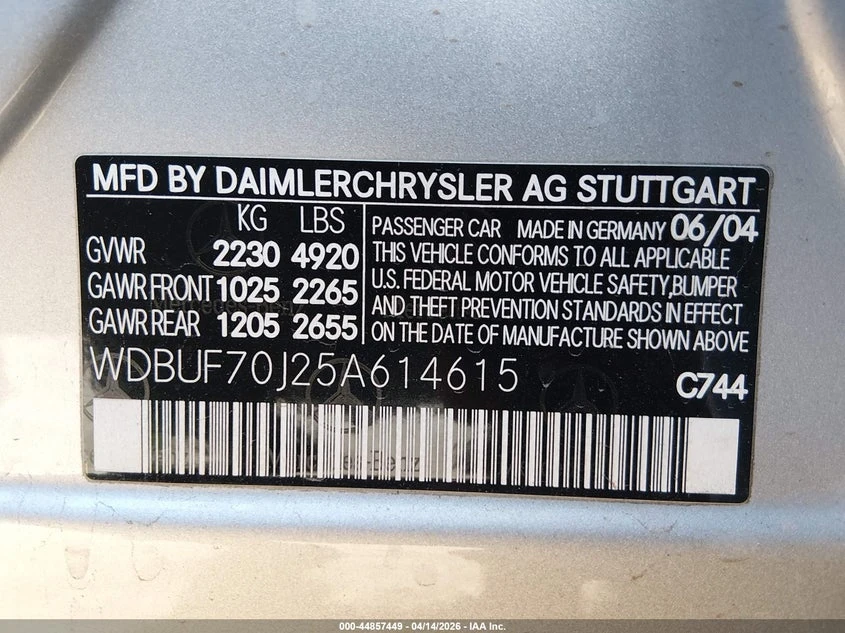 MFD BY DAIMLERCHRYSLER AG STUTTGART
KG LBS
GVWR 2230 4920
GAWR FRONT 1025 2265
GAWR REAR 1205 2655
PASSENGER CAR MADE IN GERMANY 06/04
THIS VEHICLE CONFORMS TO ALL APPLICABLE
U.S. FEDERAL MOTOR VEHICLE SAFETY,BUMPER
AND THEFT PREVENTION STANDARDS IN EFFECT
ON THE DATE OF MANUFACTURE SHOWN ABOVE
WDBUF70J25A614615
C744
000-44857449 - 04/14/2026 - IAA Inc.